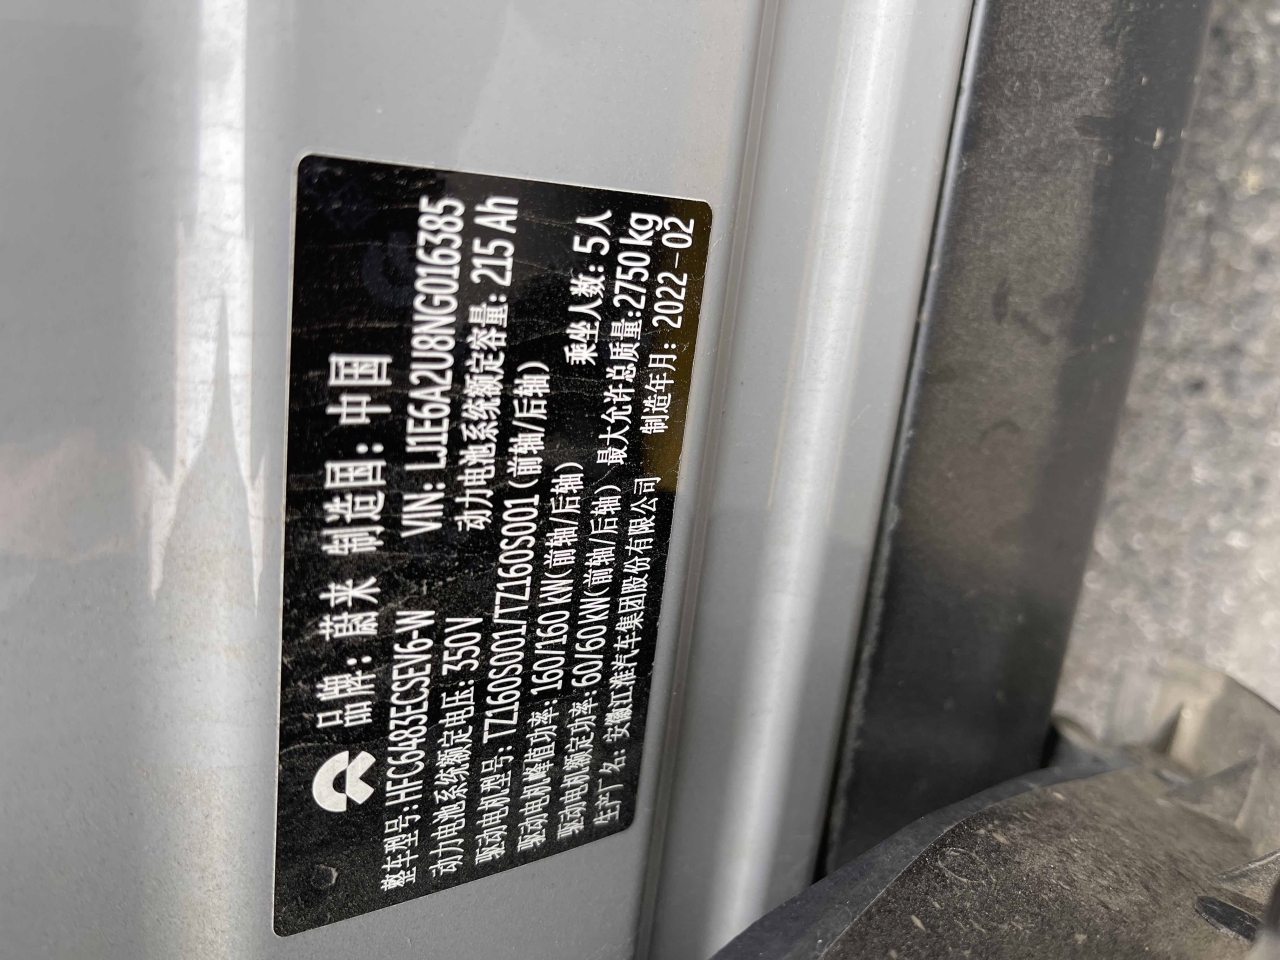 品牌：蔚来 制造国：中国
整车型号：HFC6483ECSEV6-W VIN：LJ1E6A2U8NG016385
动力电池系统额定电压：350V 动力电池系统额定容量：215 Ah
驱动电机型号：TZ160S001/TZ160S001（前轴/后轴）
驱动电机峰值功率：160/160 kW（前轴/后轴） 乘坐人数：5人
驱动电机额定功率：60/60 kW（前轴/后轴） 最大允许总质量：2750 kg
生产厂名：安徽江淮汽车集团股份有限公司 制造年月：2022-02